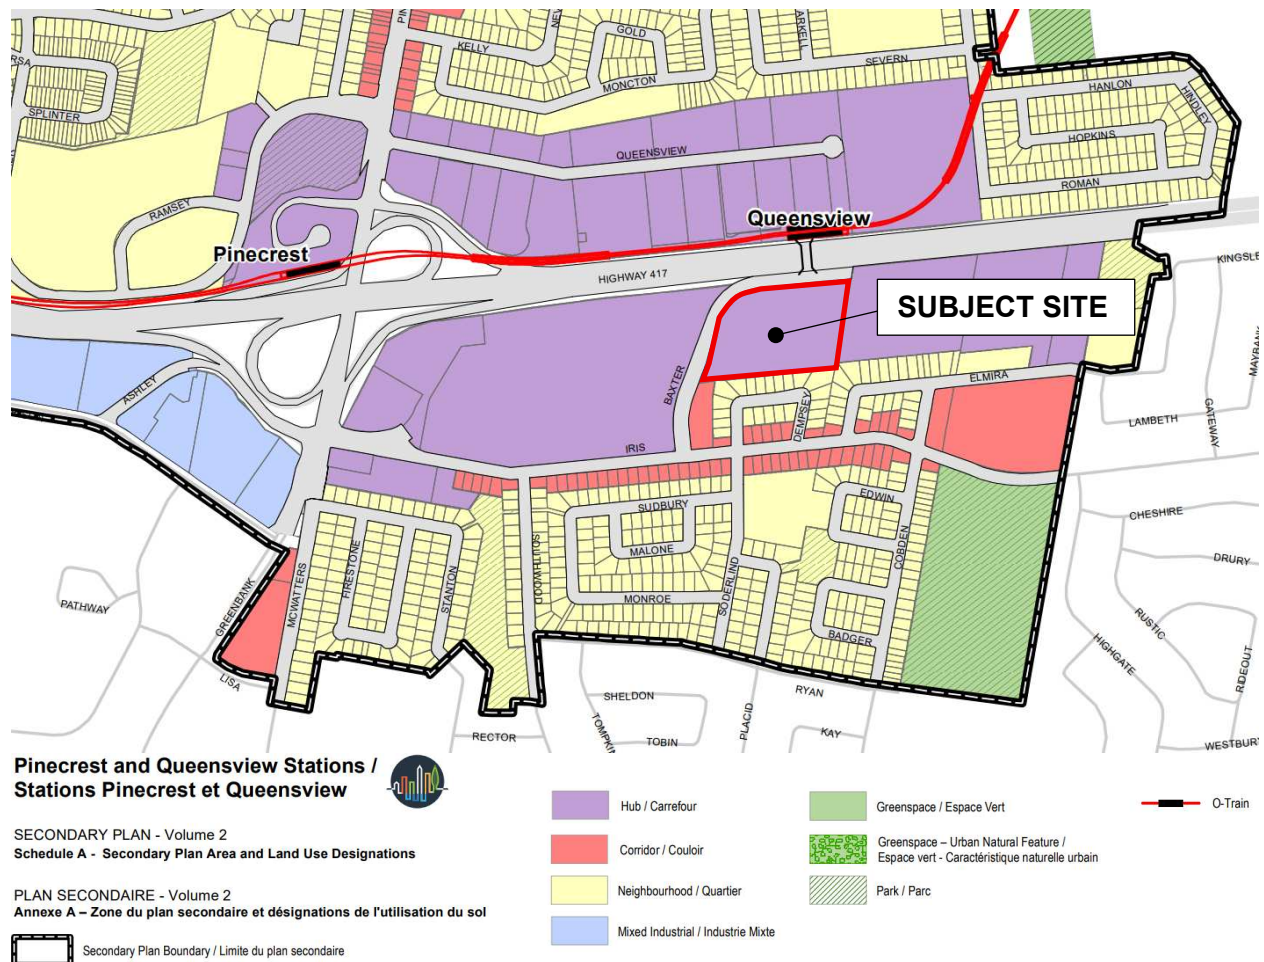 KELLY
GOLD
MONCTON
SEVERN
HANLON
HINDLEY
HOPKINS
ROMAN
SPLINTER
QUEENSVIEW
RAMSEY
Pinecrest
Queensview
HIGHWAY 417
SUBJECT SITE
ASHLEY
BAXTER
ELMIRA
DEMPSEY
IRIS
LAMBETH
GATEWAY
MAYBANK
SUDBURY
EDWIN
MALONE
COBDEN
CHESHIRE
DRURY
SOUTHWOOD
FIRESTONE
STANTON
MCWATTERS
GREENBANK
PATHWAY
MONROE
SODERLIND
BADGER
RUSTIC
HIGHGATE
RIDEOUT
LISA
SHELDON
RYAN
PLACID
KAY
RECTOR
TOBIN
WESTBURY
Pinecrest and Queensview Stations /
Stations Pinecrest et Queensview
SECONDARY PLAN - Volume 2
Schedule A - Secondary Plan Area and Land Use Designations
PLAN SECONDAIRE - Volume 2
Annexe A – Zone du plan secondaire et désignations de l'utilisation du sol
Secondary Plan Boundary / Limite du plan secondaire
Hub / Carrefour
Corridor / Couloir
Neighbourhood / Quartier
Mixed Industrial / Industrie Mixte
Greenspace / Espace Vert
Greenspace – Urban Natural Feature /
Espace vert - Caractéristique naturelle urbain
Park / Parc
O-Train